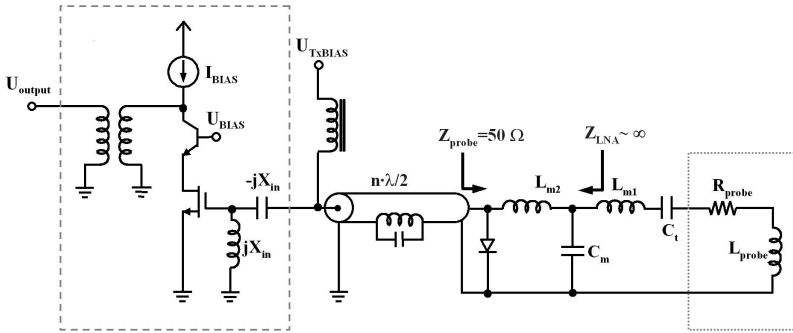 U_TxBIAS
I_BIAS
U_output
U_BIAS
Z_probe=50 Ω
Z_LNA~ ∞
-jX_in
n·λ/2
L_m2
L_m1
R_probe
C_t
jX_in
C_m
L_probe